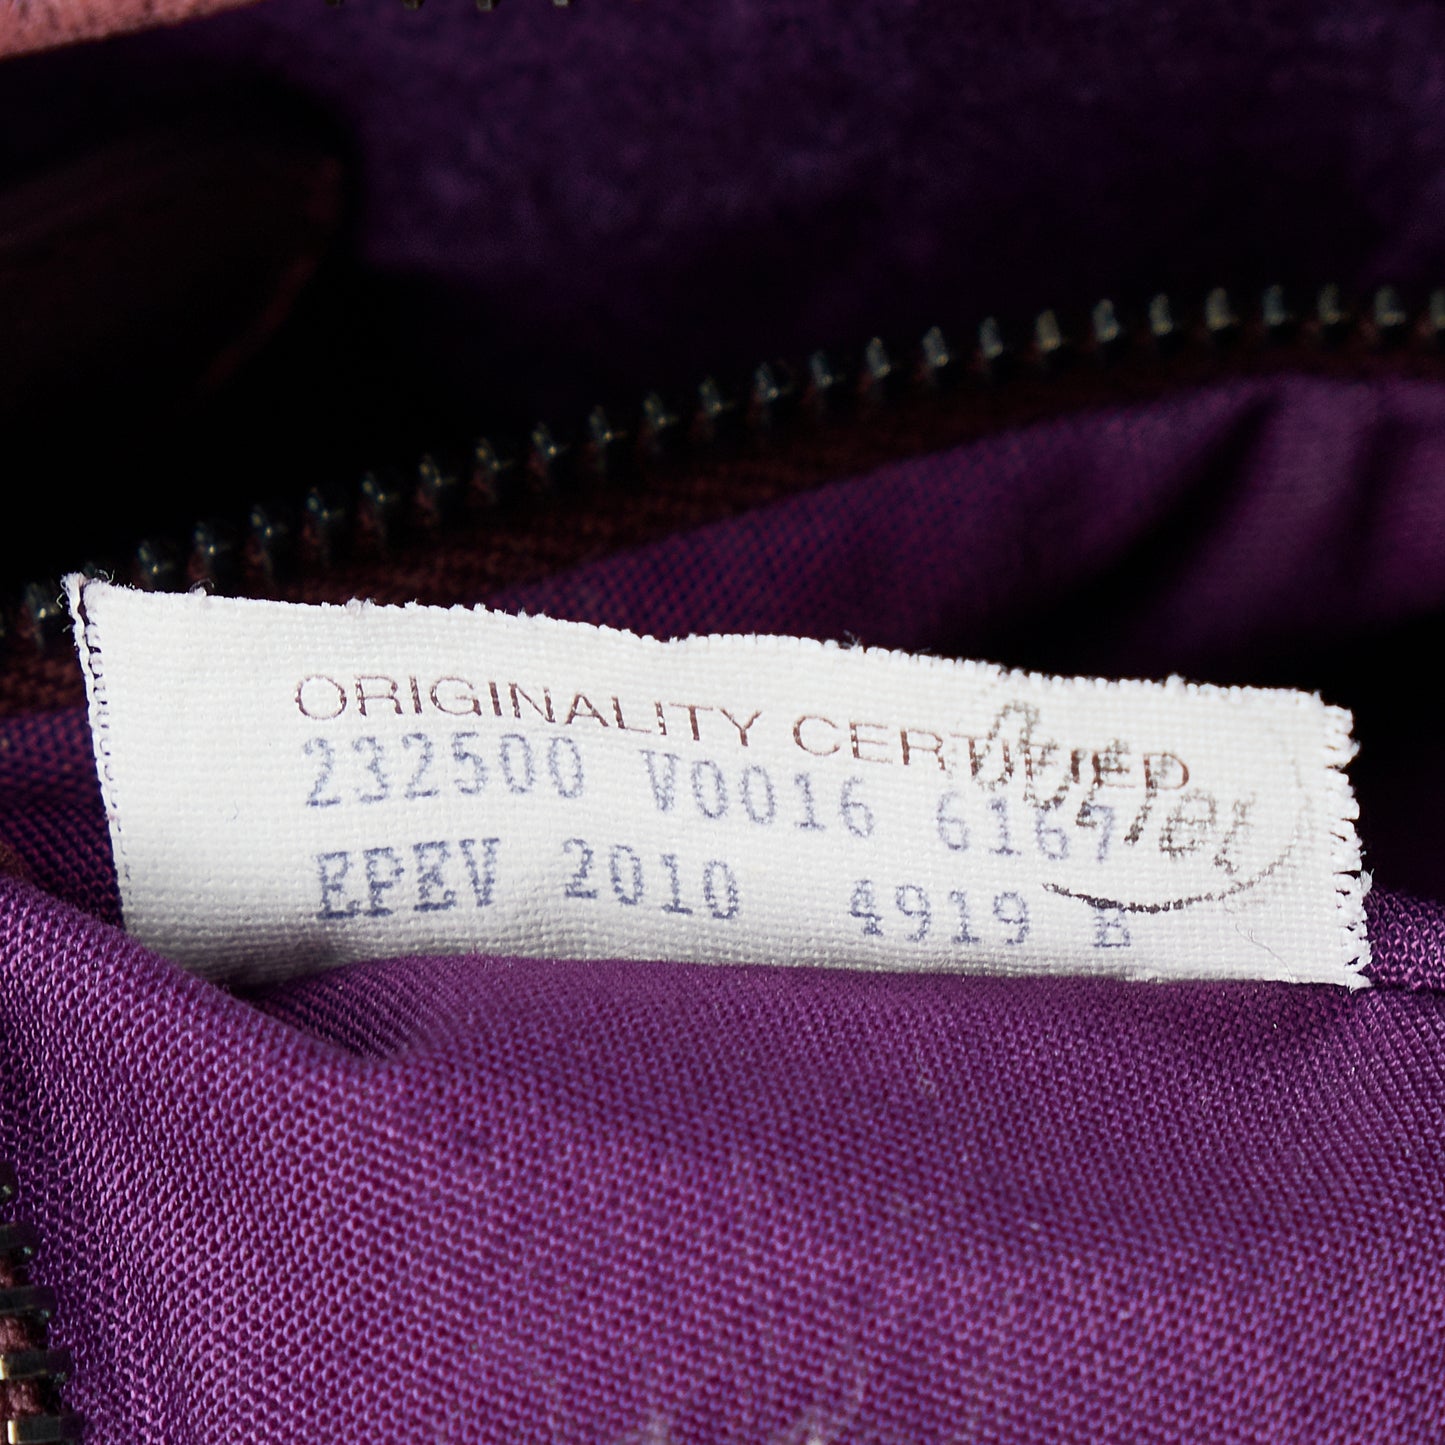 ORIGINALITY CERTIFIED
232500 V0016 6167
EPEV 2010 4919 B